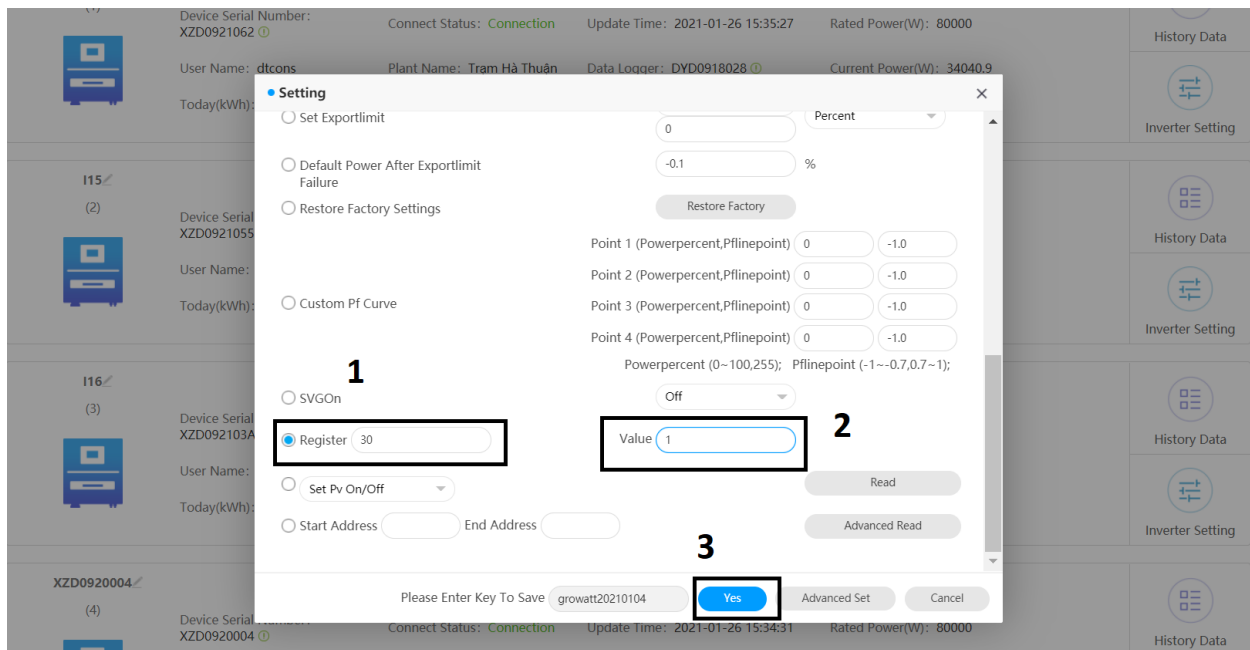 (1)
Device Serial Number:
XZD0921062
Connect Status: Connection
Update Time: 2021-01-26 15:35:27
Rated Power(W): 80000
History Data
User Name: dtcons
Plant Name: Trạm Hà Thuận
Data Logger: DYD0918028
Current Power(W): 34040.9
Today(kWh):
Inverter Setting
Setting
Set Exportlimit
0
Percent
Default Power After Exportlimit
Failure
-0.1
%
Restore Factory Settings
Restore Factory
Point 1 (Powerpercent,Pflinepoint) 0 -1.0
Point 2 (Powerpercent,Pflinepoint) 0 -1.0
Custom Pf Curve
Point 3 (Powerpercent,Pflinepoint) 0 -1.0
Point 4 (Powerpercent,Pflinepoint) 0 -1.0
Powerpercent (0~100,255); Pflinepoint (-1~-0.7,0.7~1);
1
SVGOn
Off
Register 30
Value 1
2
Set Pv On/Off
Read
Start Address
End Address
Advanced Read
3
Please Enter Key To Save growatt20210104
Yes
Advanced Set
Cancel
I15
(2)
Device Serial
XZD0921055
User Name:
Today(kWh):
History Data
Inverter Setting
I16
(3)
Device Serial
XZD092103A
User Name:
Today(kWh):
History Data
Inverter Setting
XZD0920004
(4)
Device Serial Number:
XZD0920004
Connect Status: Connection
Update Time: 2021-01-26 15:34:31
Rated Power(W): 80000
History Data